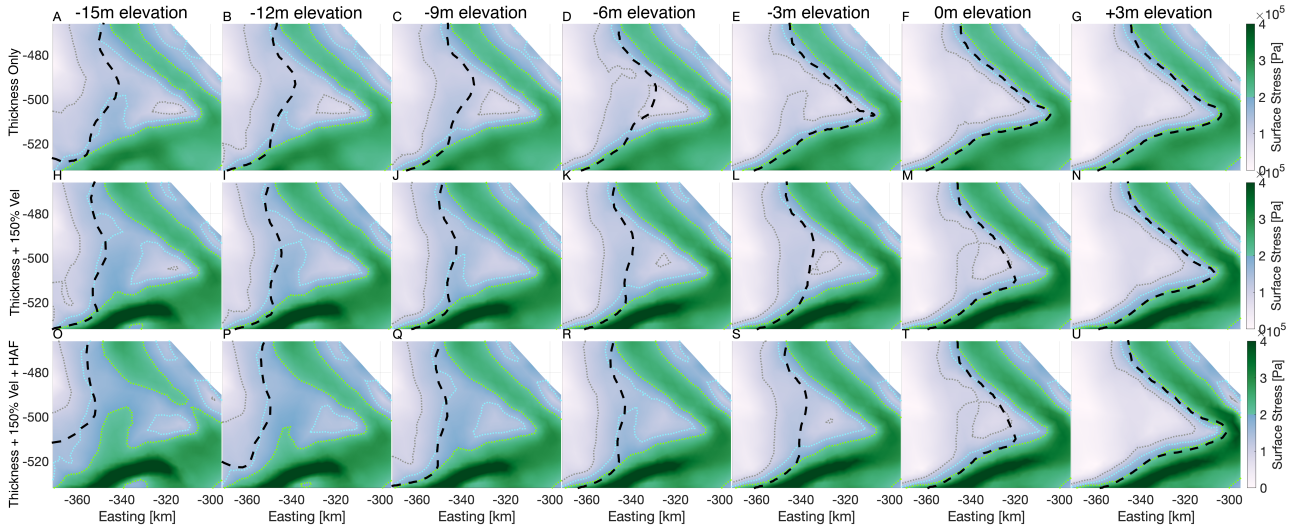 -15m elevation -12m elevation -9m elevation -6m elevation -3m elevation 0m elevation +3m elevation
A B C D E F G
×10^5
Thickness Only
-480
-500
-520
4
3
2
1
0
Surface Stress [Pa]
H I J K L M N
×10^5
Thickness + 150% Vel
-480
-500
-520
4
3
2
1
0
Surface Stress [Pa]
O P Q R S T U
×10^5
Thickness + 150% Vel + HAF
-480
-500
-520
4
3
2
1
0
Surface Stress [Pa]
-360 -340 -320 -300 -360 -340 -320 -300 -360 -340 -320 -300 -360 -340 -320 -300 -360 -340 -320 -300 -360 -340 -320 -300 -360 -340 -320 -300
Easting [km] Easting [km] Easting [km] Easting [km] Easting [km] Easting [km] Easting [km]